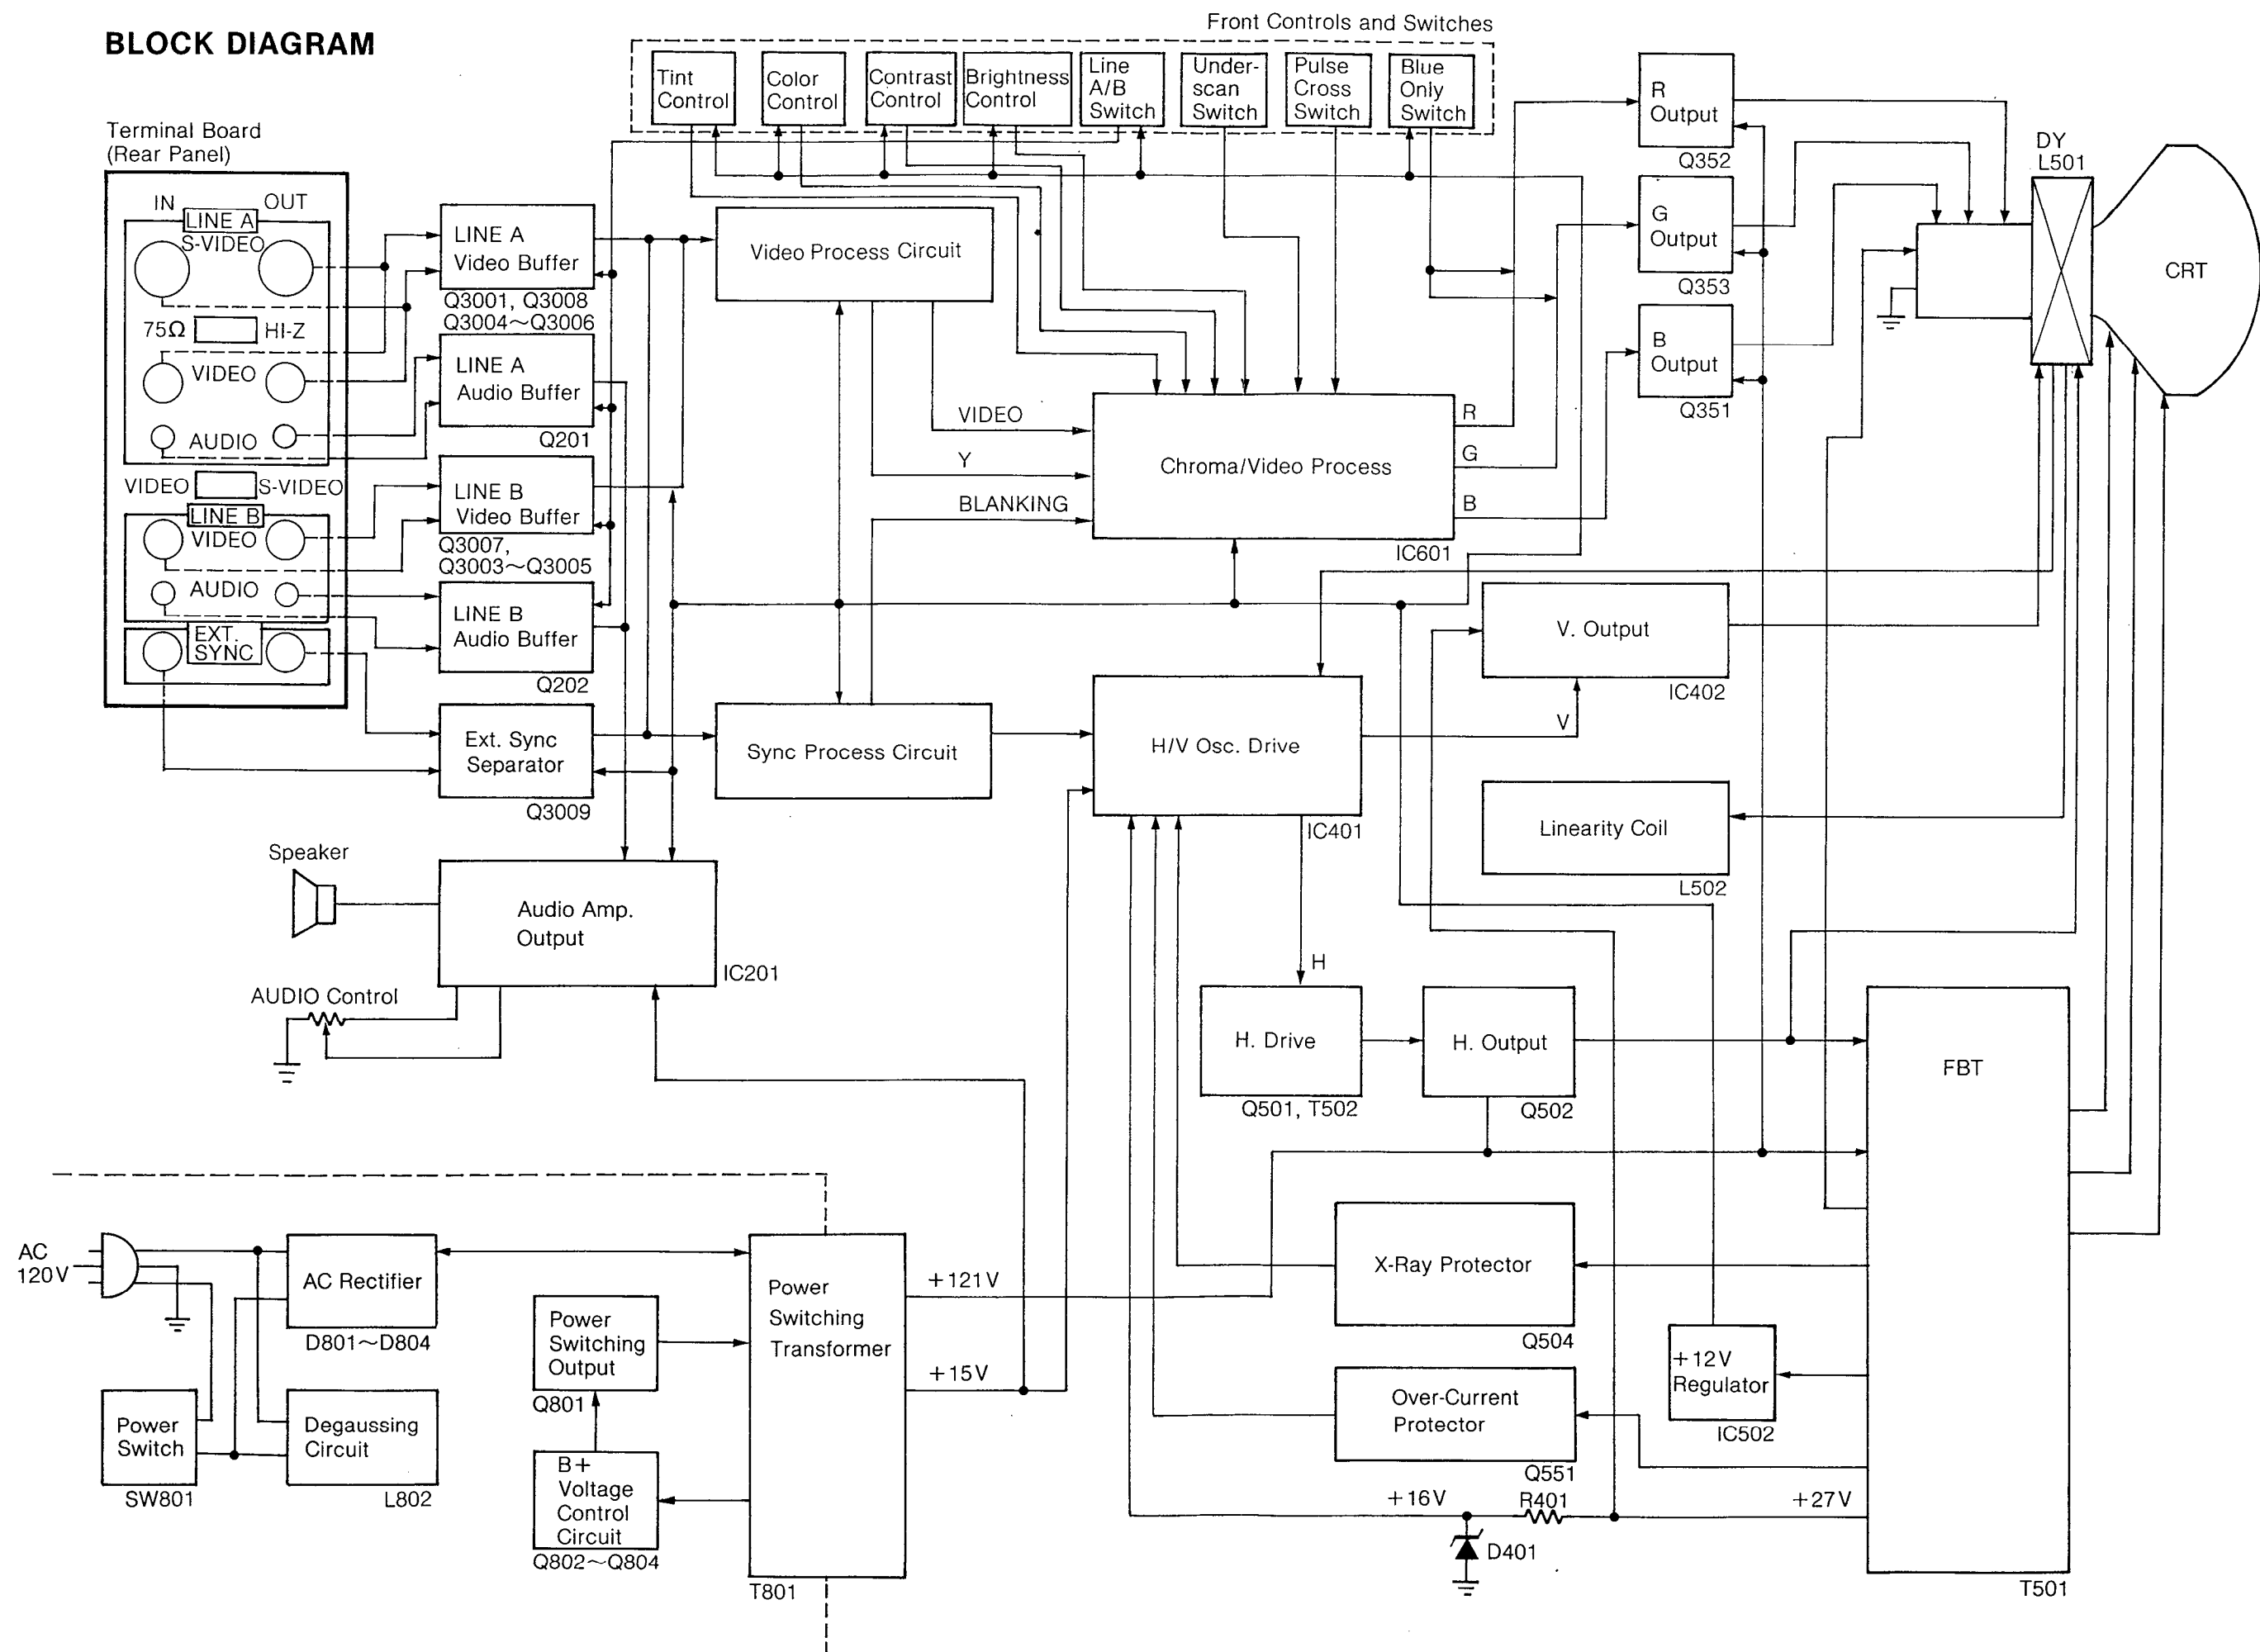 BLOCK DIAGRAM
Front Controls and Switches
Tint
Control
Color
Control
Contrast
Control
Brightness
Control
Line
A/B
Switch
Under-
scan
Switch
Pulse
Cross
Switch
Blue
Only
Switch
Terminal Board
(Rear Panel)
IN
OUT
LINE A
S-VIDEO
75Ω
HI-Z
VIDEO
AUDIO
VIDEO
S-VIDEO
LINE B
VIDEO
AUDIO
EXT.
SYNC
LINE A
Video Buffer
Q3001, Q3008
Q3004～Q3006
LINE A
Audio Buffer
Q201
LINE B
Video Buffer
Q3007,
Q3003～Q3005
LINE B
Audio Buffer
Q202
Ext. Sync
Separator
Q3009
Video Process Circuit
VIDEO
Y
BLANKING
Sync Process Circuit
Chroma/Video Process
IC601
R
G
B
R
Output
Q352
G
Output
Q353
B
Output
Q351
DY
L501
CRT
H/V Osc. Drive
IC401
V
H
V. Output
IC402
Linearity Coil
L502
Speaker
Audio Amp.
Output
IC201
AUDIO Control
H. Drive
Q501, T502
H. Output
Q502
FBT
T501
X-Ray Protector
Q504
Over-Current
Protector
Q551
+12V
Regulator
IC502
+16V
R401
+27V
D401
AC
120V
AC Rectifier
D801～D804
Power
Switch
SW801
Degaussing
Circuit
L802
Power
Switching
Output
Q801
B+
Voltage
Control
Circuit
Q802～Q804
Power
Switching
Transformer
T801
+121V
+15V